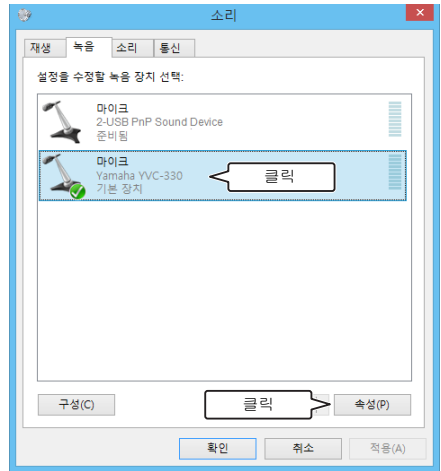 소리
재생 녹음 소리 통신
설정을 수정할 녹음 장치 선택:
마이크
2-USB PnP Sound Device
준비됨
마이크
Yamaha YVC-330
기본 장치
클릭
구성(C)
클릭
속성(P)
확인 취소 적용(A)